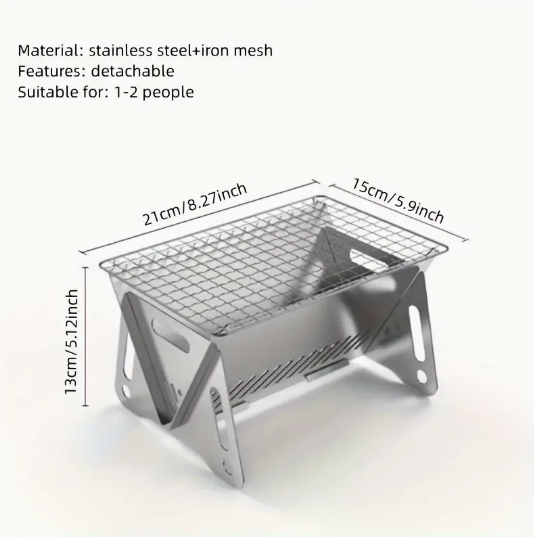 Material: stainless steel+iron mesh
Features: detachable
Suitable for: 1-2 people
21cm/8.27inch
15cm/5.9inch
13cm/5.12inch